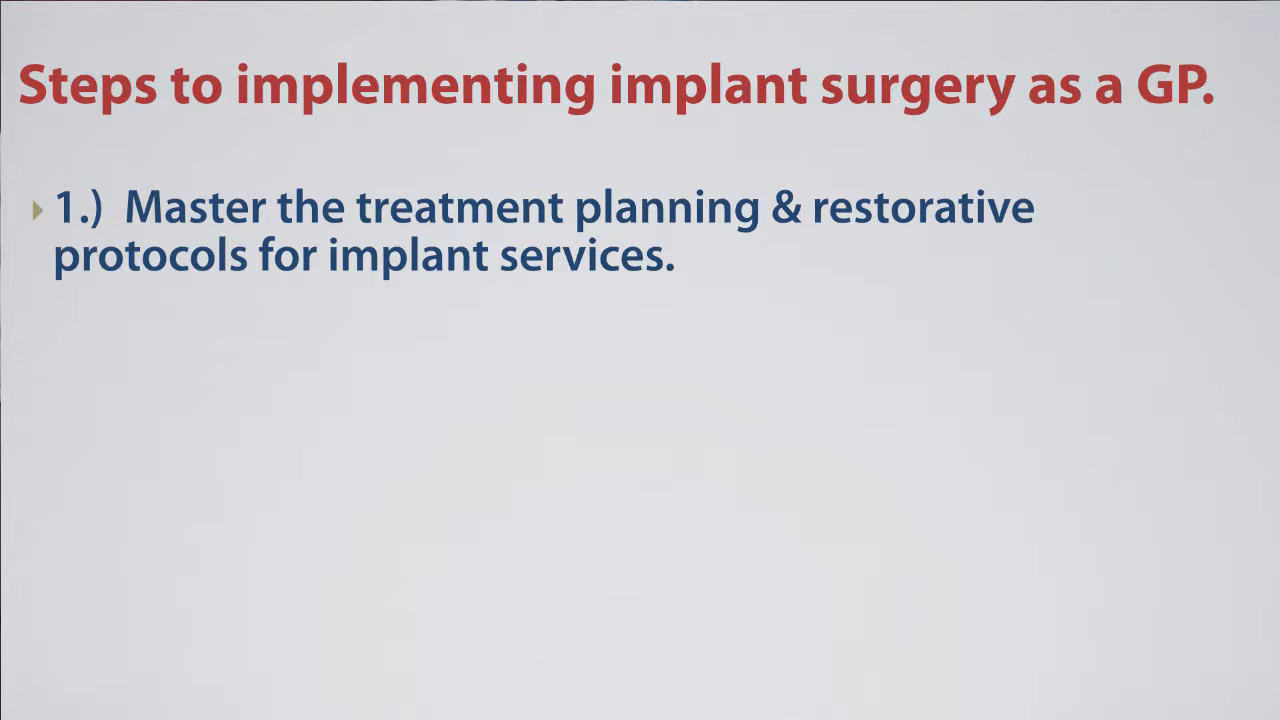 Steps to implementing implant surgery as a GP.
1.) Master the treatment planning & restorative
protocols for implant services.